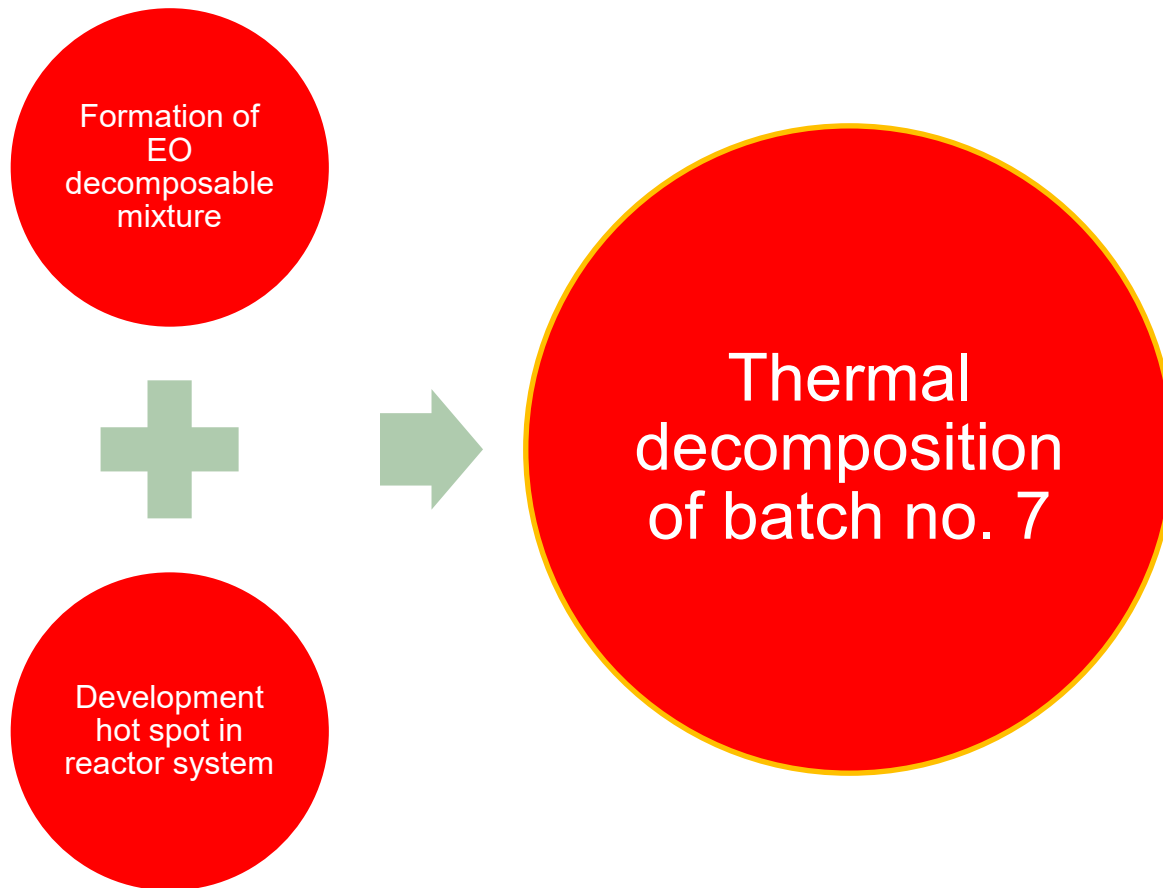 Formation of
EO
decomposable
mixture
Development
hot spot in
reactor system
Thermal
decomposition
of batch no. 7